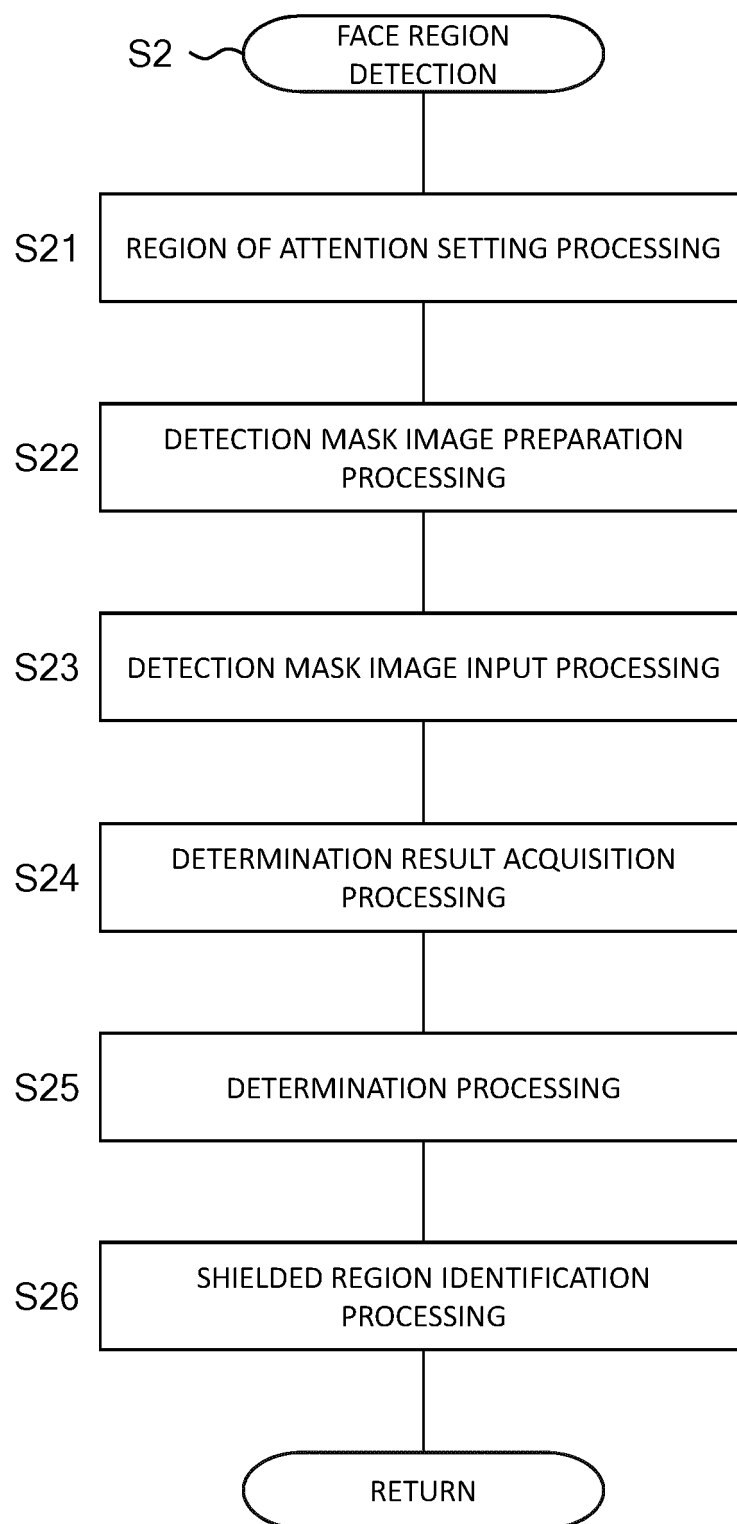 S2
FACE REGION
DETECTION
S21
REGION OF ATTENTION SETTING PROCESSING
S22
DETECTION MASK IMAGE PREPARATION
PROCESSING
S23
DETECTION MASK IMAGE INPUT PROCESSING
S24
DETERMINATION RESULT ACQUISITION
PROCESSING
S25
DETERMINATION PROCESSING
S26
SHIELDED REGION IDENTIFICATION
PROCESSING
RETURN